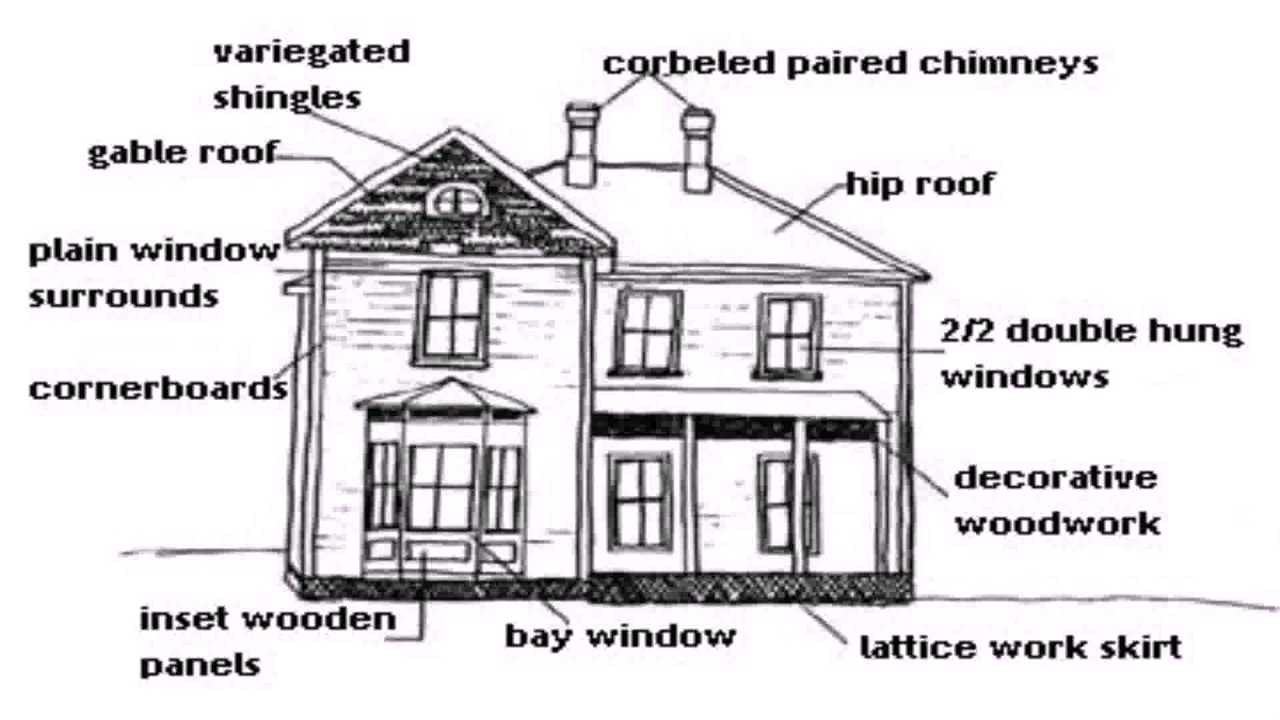 variegated
shingles
corbeled paired chimneys
gable roof
hip roof
plain window
surrounds
2/2 double hung
windows
cornerboards
decorative
woodwork
inset wooden
panels
bay window
lattice work skirt